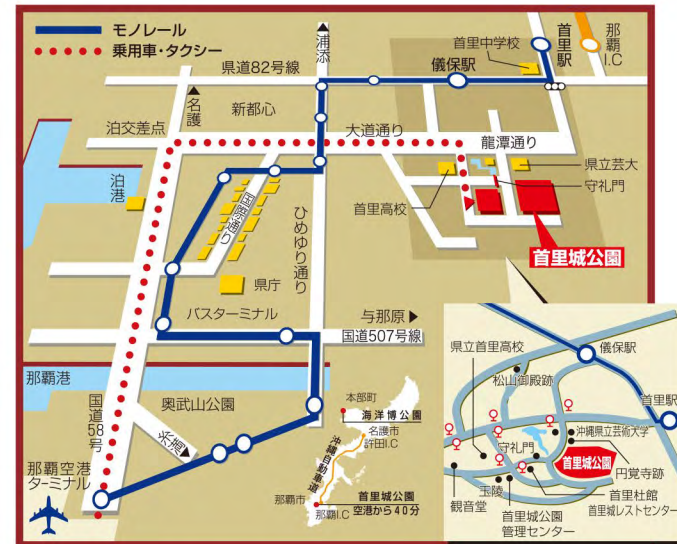 モノレール
乗用車・タクシー
▲浦添
首里中学校
首里駅
那覇I.C
県道82号線
儀保駅
▲名護
新都心
泊交差点
大道通り
龍潭通り
県立芸大
守礼門
首里高校
泊港
国際通り
ひめゆり通り
首里城公園
県庁
バスターミナル
与那原▶
国道507号線
那覇港
国道58号
奥武山公園
糸満▲
那覇空港
ターミナル
本部町
海洋博公園
名護市
許田I.C
沖縄自動車道
那覇市
那覇I.C
首里城公園
空港から40分
儀保駅
県立首里高校
松山御殿跡
首里駅
沖縄県立芸術大学
守礼門
首里城公園
円覚寺跡
玉陵
観音堂
首里杜館
首里城レストセンター
首里城公園
管理センター